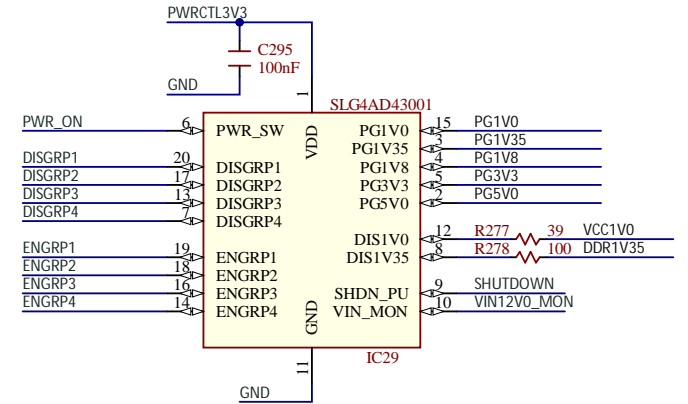 PWRCTL3V3
C295
100nF
GND
1
SLG4AD43001
VDD
PWR_ON 6 PWR_SW PG1V0 15 PG1V0
PG1V35 3 PG1V35
DISGRP1 20 DISGRP1 PG1V8 4 PG1V8
DISGRP2 17 DISGRP2 PG3V3 5 PG3V3
DISGRP3 13 DISGRP3 PG5V0 2 PG5V0
DISGRP4 7 DISGRP4
DIS1V0 12 R277 39 VCC1V0
ENGRP1 19 ENGRP1 DIS1V35 8 R278 100 DDR1V35
ENGRP2 18 ENGRP2
ENGRP3 16 ENGRP3 SHDN_PU 9 SHUTDOWN
ENGRP4 14 ENGRP4 VIN_MON 10 VIN12V0_MON
GND
11
IC29
GND